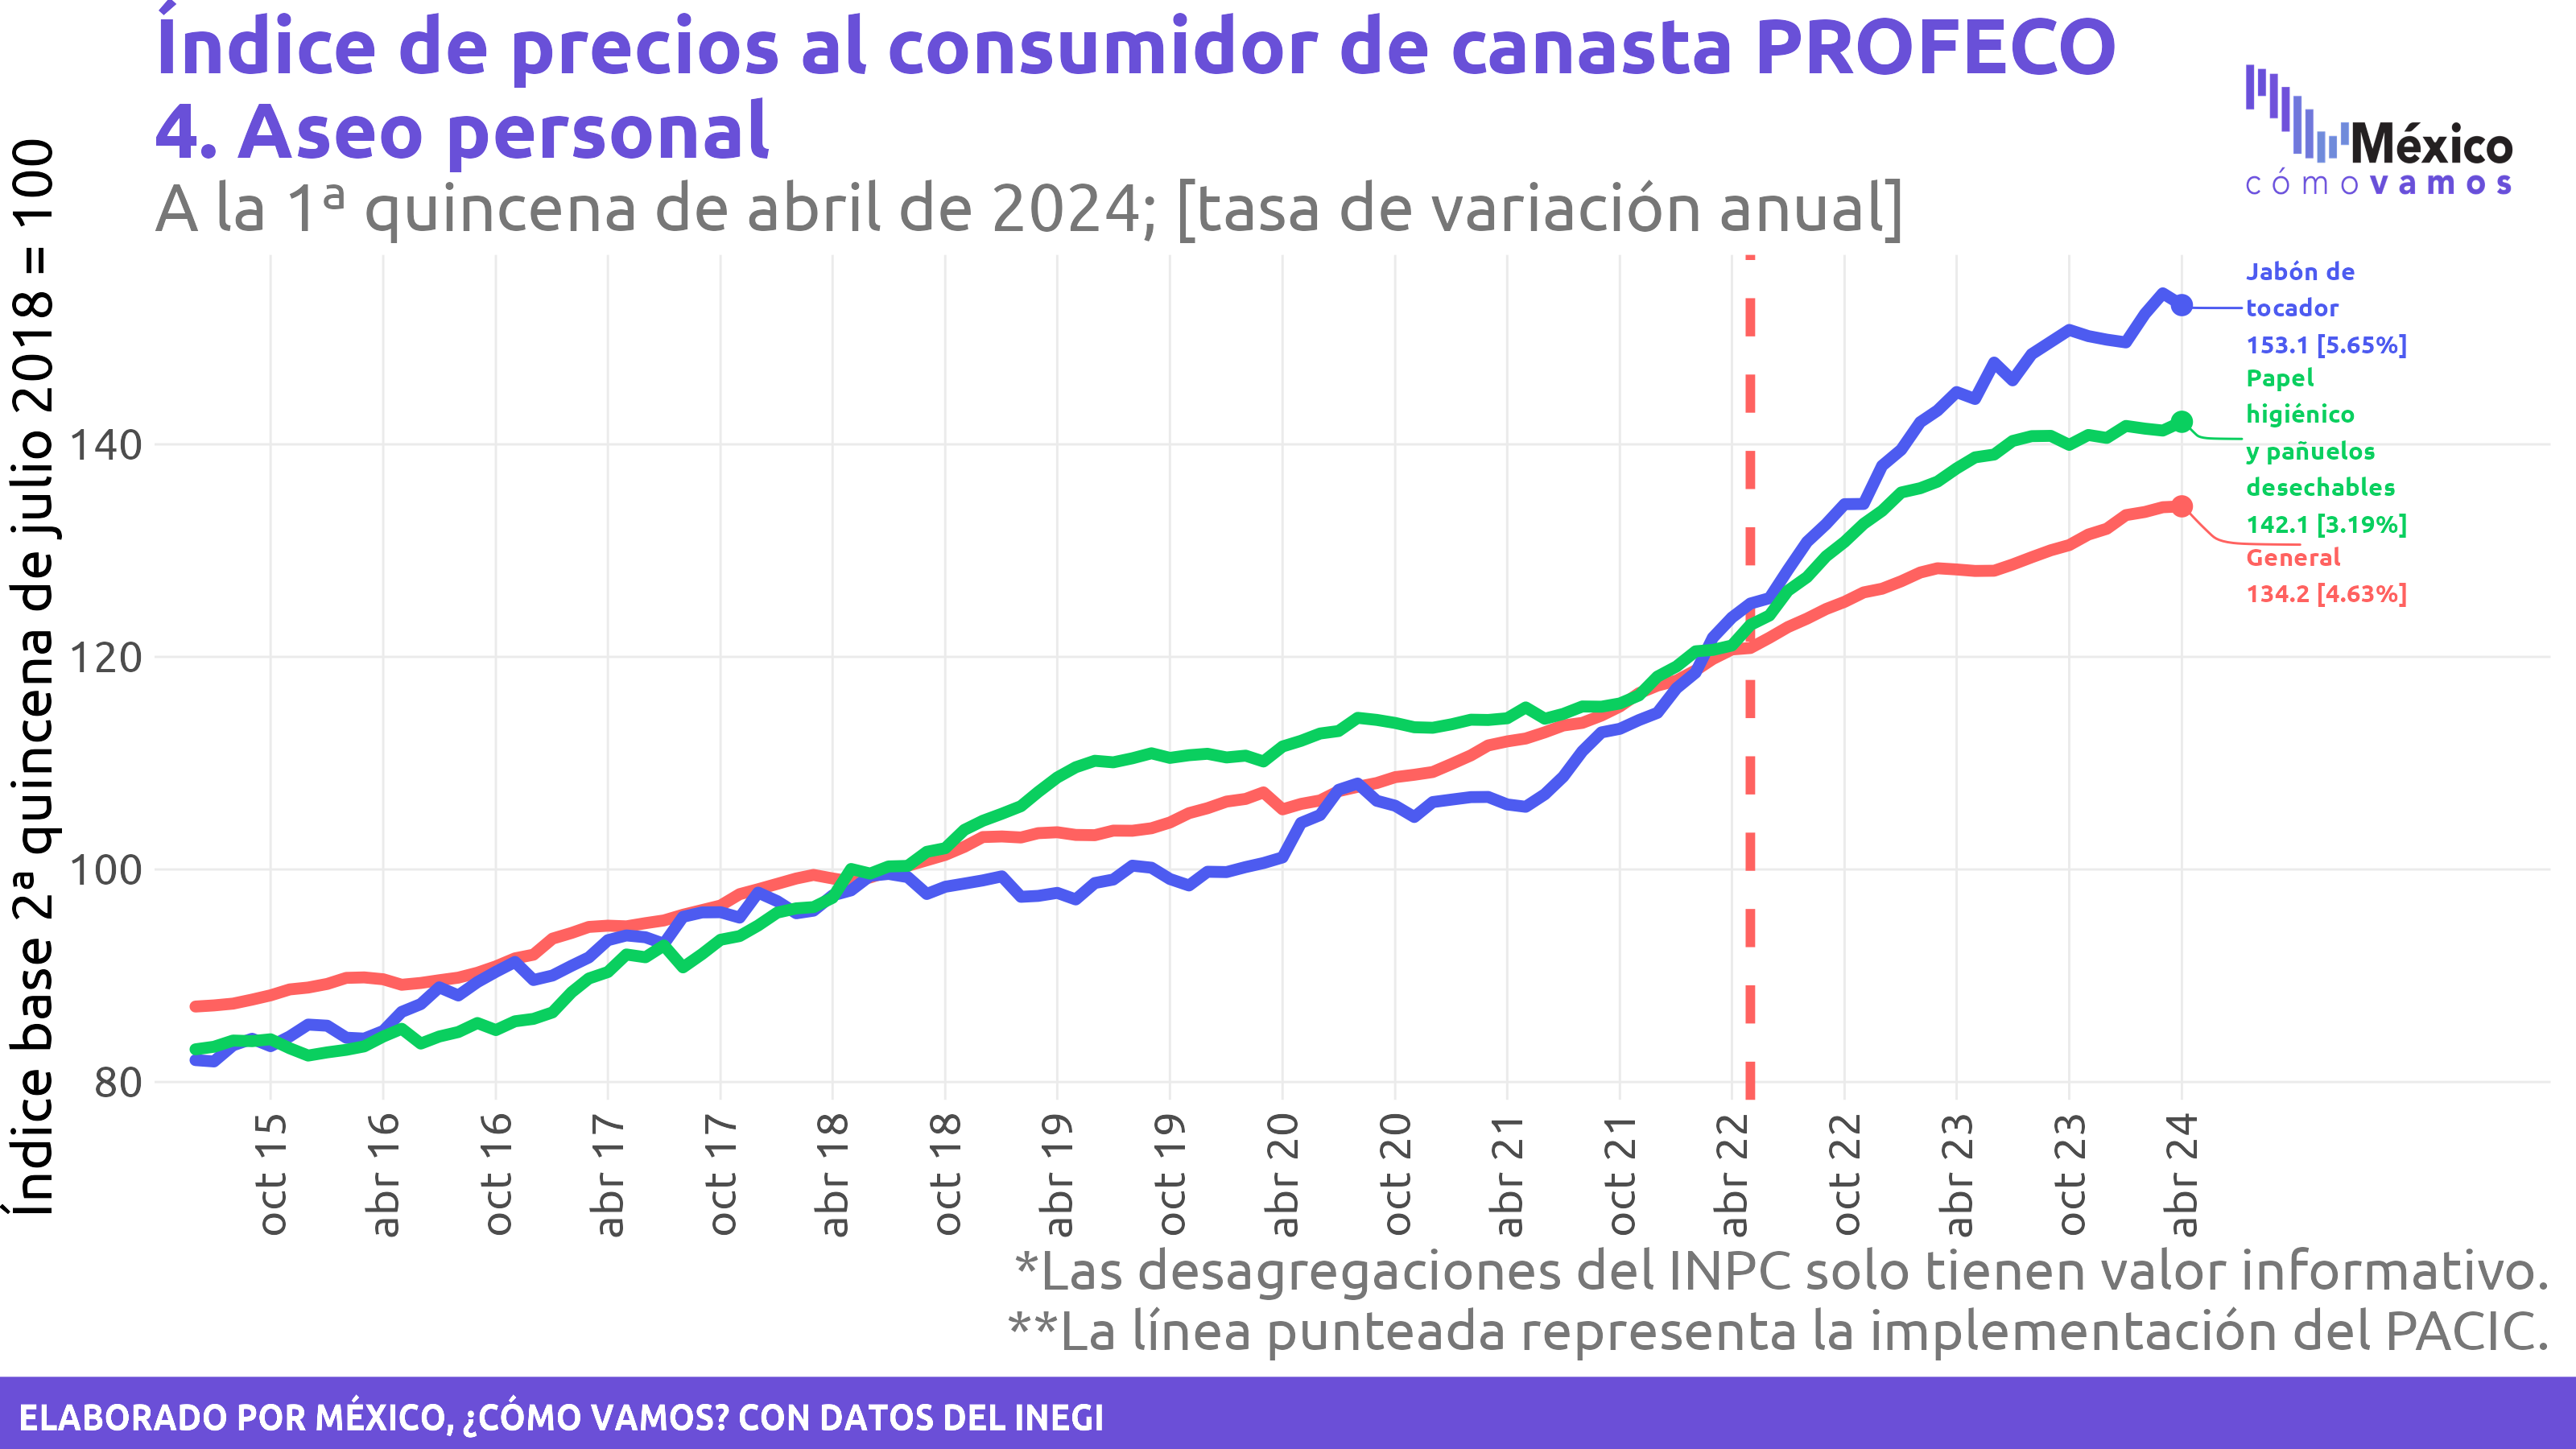 Índice de precios al consumidor de canasta PROFECO
4. Aseo personal
A la 1ª quincena de abril de 2024; [tasa de variación anual]
México
cómo vamos
Índice base 2ª quincena de julio 2018 = 100
140
120
100
80
Jabón de
tocador
153.1 [5.65%]
Papel
higiénico
y pañuelos
desechables
142.1 [3.19%]
General
134.2 [4.63%]
oct 15
abr 16
oct 16
abr 17
oct 17
abr 18
oct 18
abr 19
oct 19
abr 20
oct 20
abr 21
oct 21
abr 22
oct 22
abr 23
oct 23
abr 24
*Las desagregaciones del INPC solo tienen valor informativo.
**La línea punteada representa la implementación del PACIC.
ELABORADO POR MÉXICO, ¿CÓMO VAMOS? CON DATOS DEL INEGI